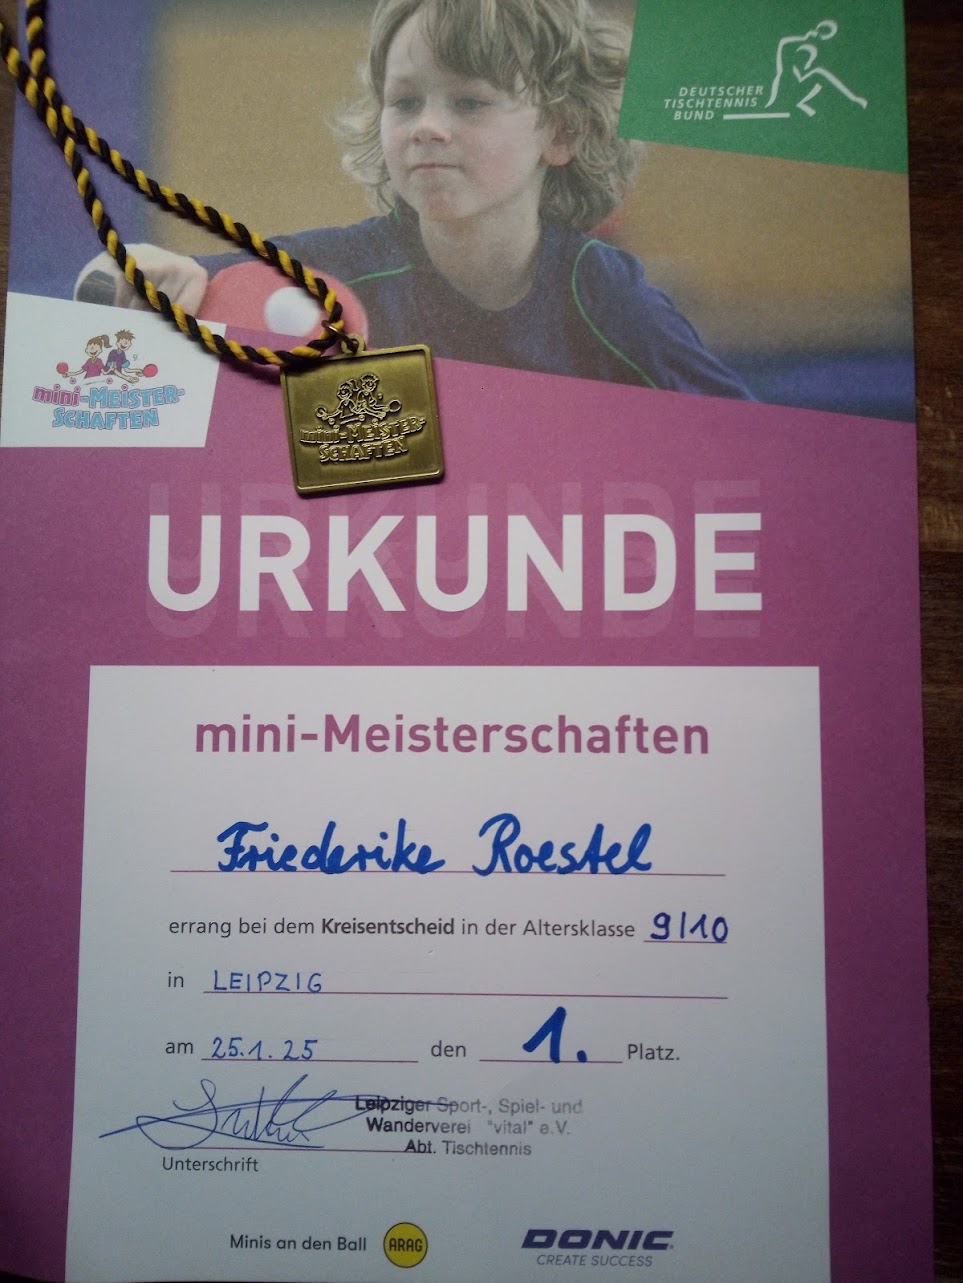 DEUTSCHER
TISCHTENNIS
BUND
mini-MEISTER-
SCHAFTEN
mini-MEISTER-
SCHAFTEN
URKUNDE
mini-Meisterschaften
Friederike Roestel
errang bei dem Kreisentscheid in der Altersklasse 9/10
in LEIPZIG
am 25.1.25 den 1. Platz.
Leipziger Sport-, Spiel- und
Wanderverei "vital" e.V.
Abt. Tischtennis
Unterschrift
Minis an den Ball ARAG DONIC
CREATE SUCCESS